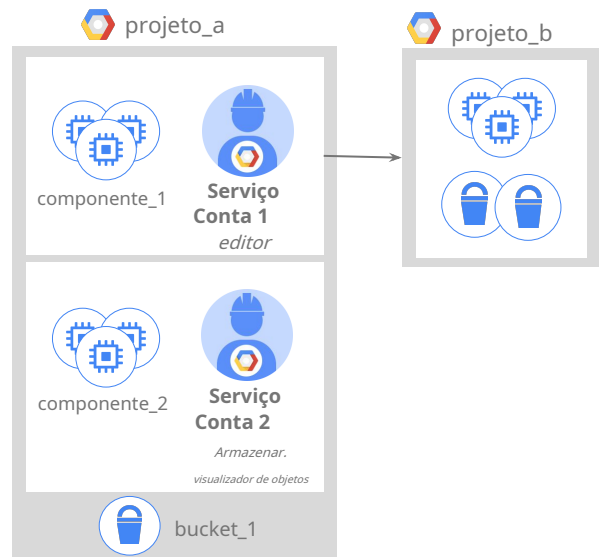 projeto_a
projeto_b
componente_1
Serviço
Conta 1
editor
componente_2
Serviço
Conta 2
Armazenar.
visualizador de objetos
bucket_1